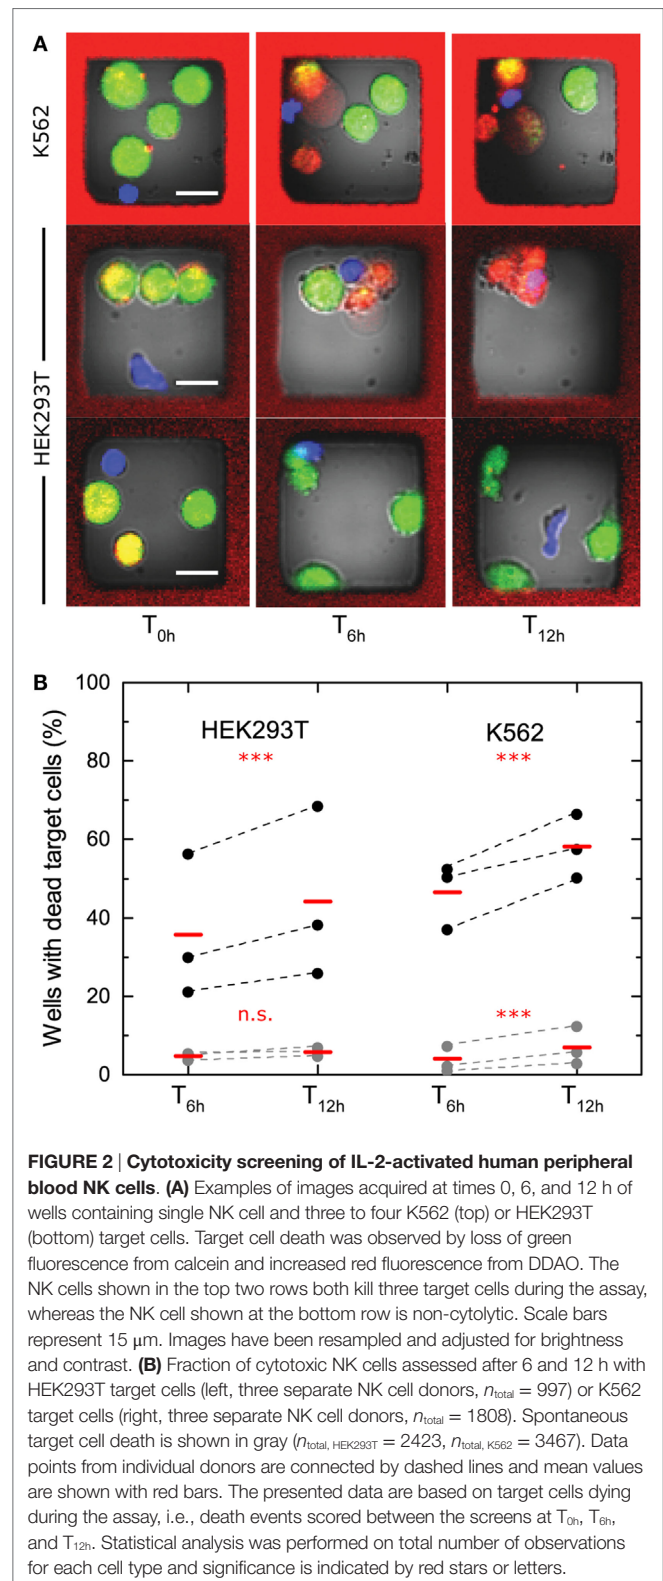 A
K562
HEK293T
T0h
T6h
T12h
B
Wells with dead target cells (%)
100
80
60
40
20
0
HEK293T
***
K562
***
n.s.
***
T6h
T12h
T6h
T12h
FIGURE 2 | Cytotoxicity screening of IL-2-activated human peripheral
blood NK cells. (A) Examples of images acquired at times 0, 6, and 12 h of
wells containing single NK cell and three to four K562 (top) or HEK293T
(bottom) target cells. Target cell death was observed by loss of green
fluorescence from calcein and increased red fluorescence from DDAO. The
NK cells shown in the top two rows both kill three target cells during the assay,
whereas the NK cell shown at the bottom row is non-cytolytic. Scale bars
represent 15 μm. Images have been resampled and adjusted for brightness
and contrast. (B) Fraction of cytotoxic NK cells assessed after 6 and 12 h with
HEK293T target cells (left, three separate NK cell donors, ntotal = 997) or K562
target cells (right, three separate NK cell donors, ntotal = 1808). Spontaneous
target cell death is shown in gray (ntotal, HEK293T = 2423, ntotal, K562 = 3467). Data
points from individual donors are connected by dashed lines and mean values
are shown with red bars. The presented data are based on target cells dying
during the assay, i.e., death events scored between the screens at T0h, T6h,
and T12h. Statistical analysis was performed on total number of observations
for each cell type and significance is indicated by red stars or letters.